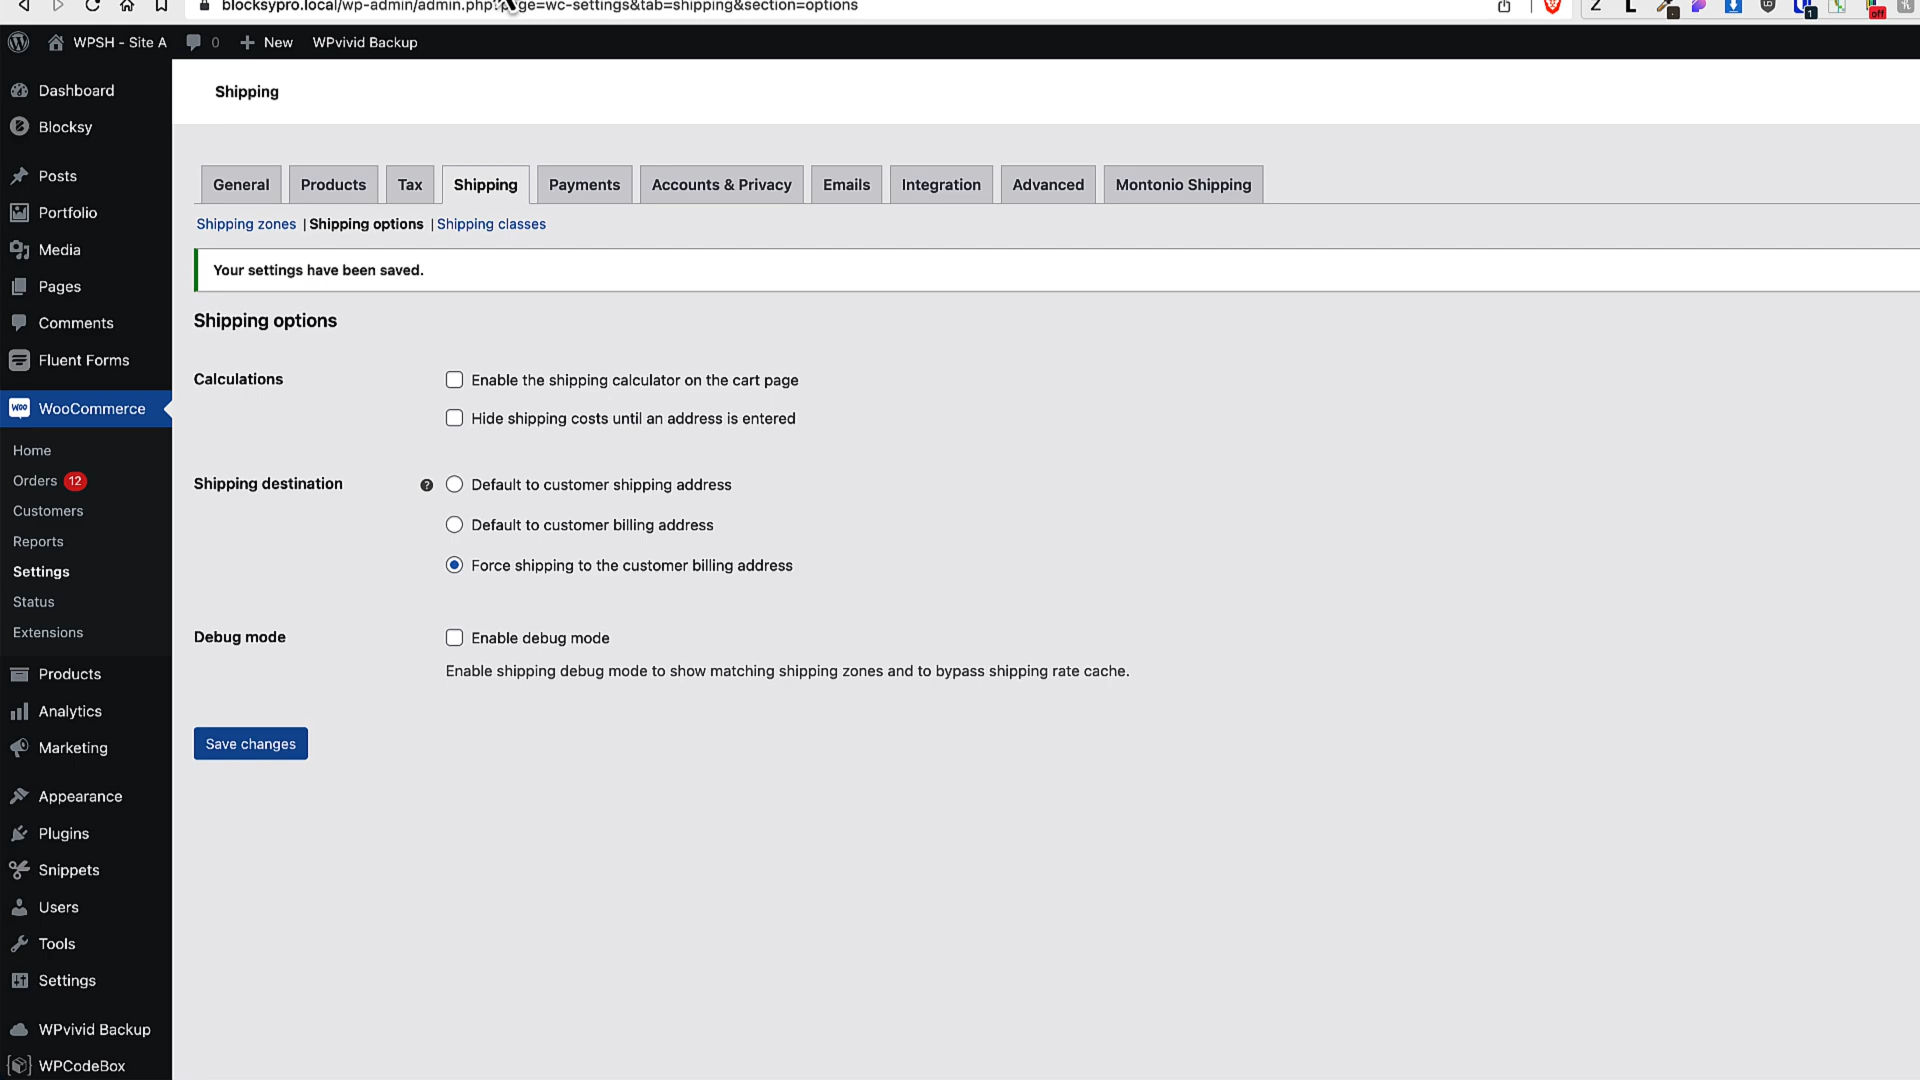 blocksypro.local/wp-admin/admin.php?page=wc-settings&tab=shipping&section=options
WPSH - Site A
0
New
WPvivid Backup
Dashboard
Blocksy
Posts
Portfolio
Media
Pages
Comments
Fluent Forms
WooCommerce
Home
Orders 12
Customers
Reports
Settings
Status
Extensions
Products
Analytics
Marketing
Appearance
Plugins
Snippets
Users
Tools
Settings
WPvivid Backup
WPCodeBox
Shipping
General
Products
Tax
Shipping
Payments
Accounts & Privacy
Emails
Integration
Advanced
Montonio Shipping
Shipping zones | Shipping options | Shipping classes
Your settings have been saved.
Shipping options
Calculations
Enable the shipping calculator on the cart page
Hide shipping costs until an address is entered
Shipping destination
Default to customer shipping address
Default to customer billing address
Force shipping to the customer billing address
Debug mode
Enable debug mode
Enable shipping debug mode to show matching shipping zones and to bypass shipping rate cache.
Save changes